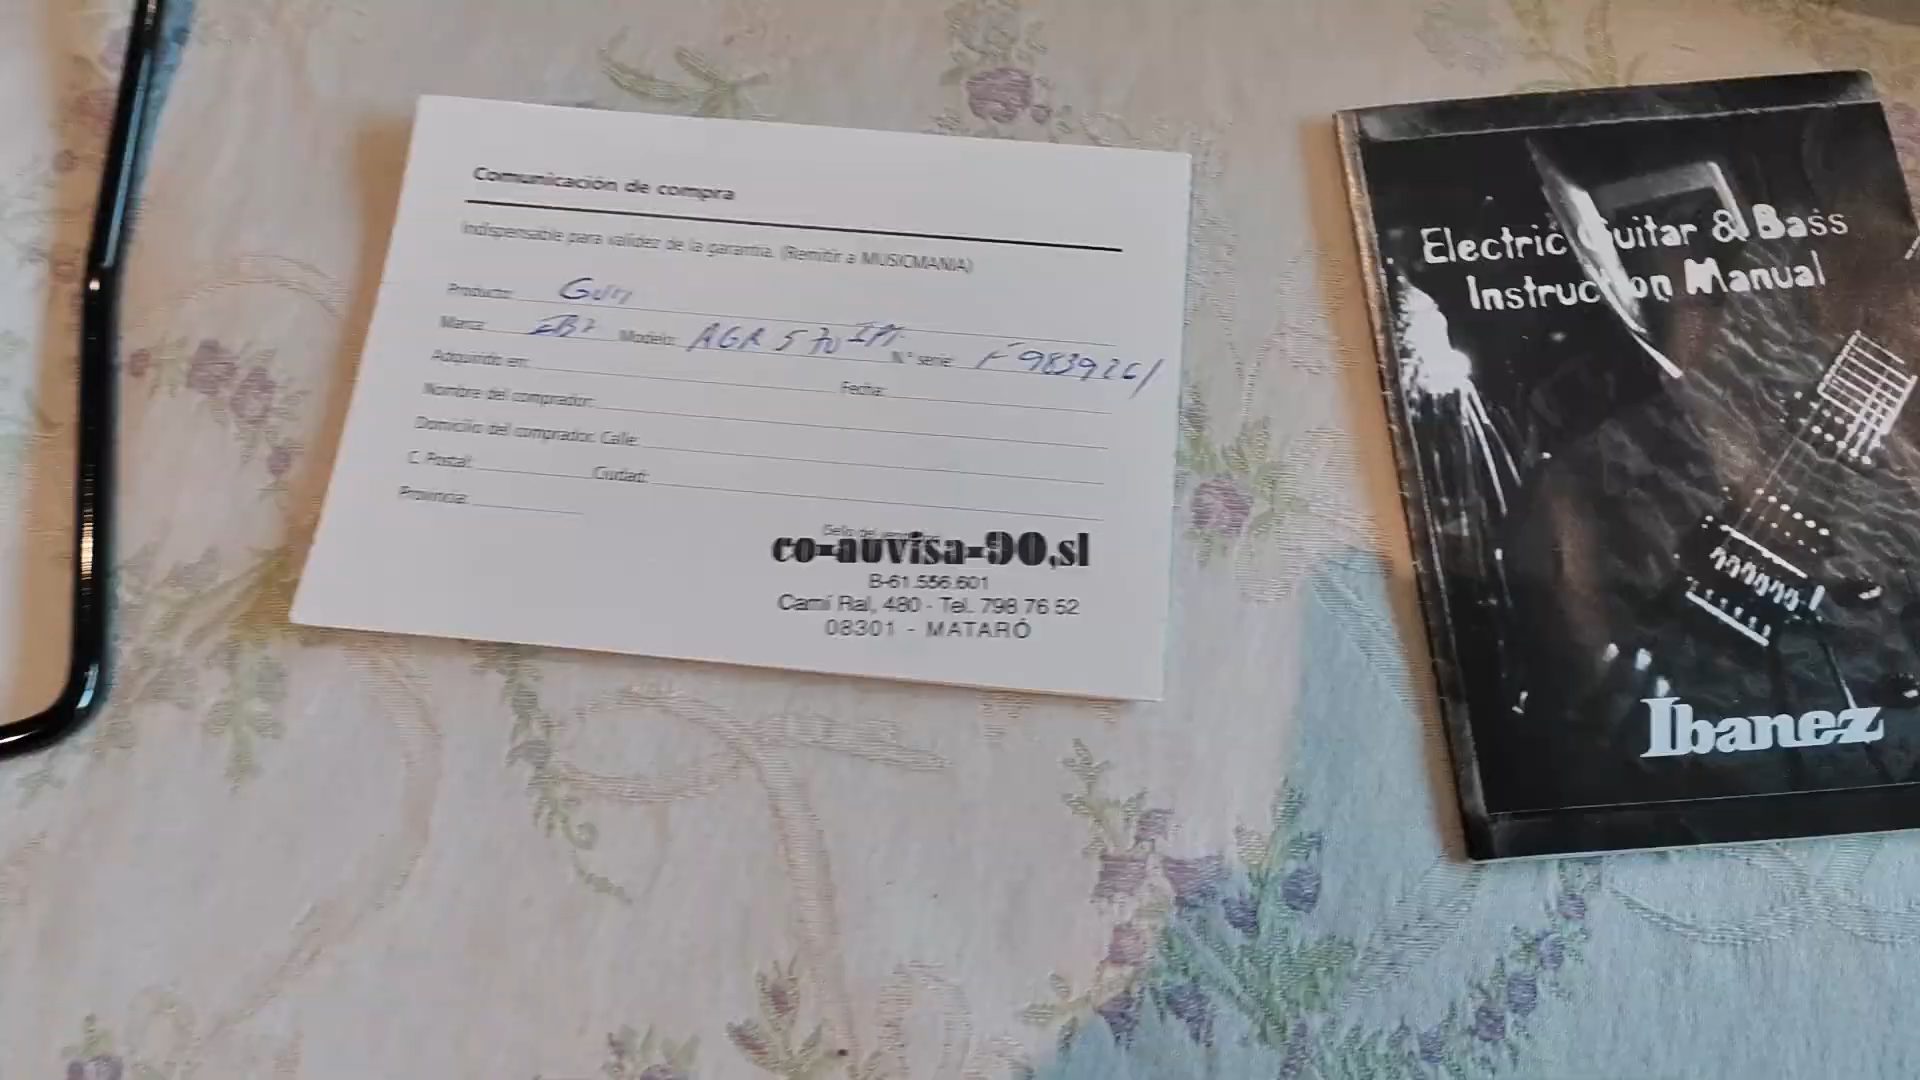 Comunicación de compra
Indispensable para validez de la garantía. (Remitir a MUSICMANIA)
Producto:
Marca: Modelo: N.° serie: F9839261
Adquirido en: Fecha:
Nombre del comprador:
Domicilio del comprador. Calle:
C. Postal: Ciudad:
Provincia:
co-auvisa-90,sl
B-61.556.601
Camí Ral, 480 - Tel. 798 76 52
08301 - MATARÓ
Electric Guitar & Bass
Instruction Manual
Ibanez